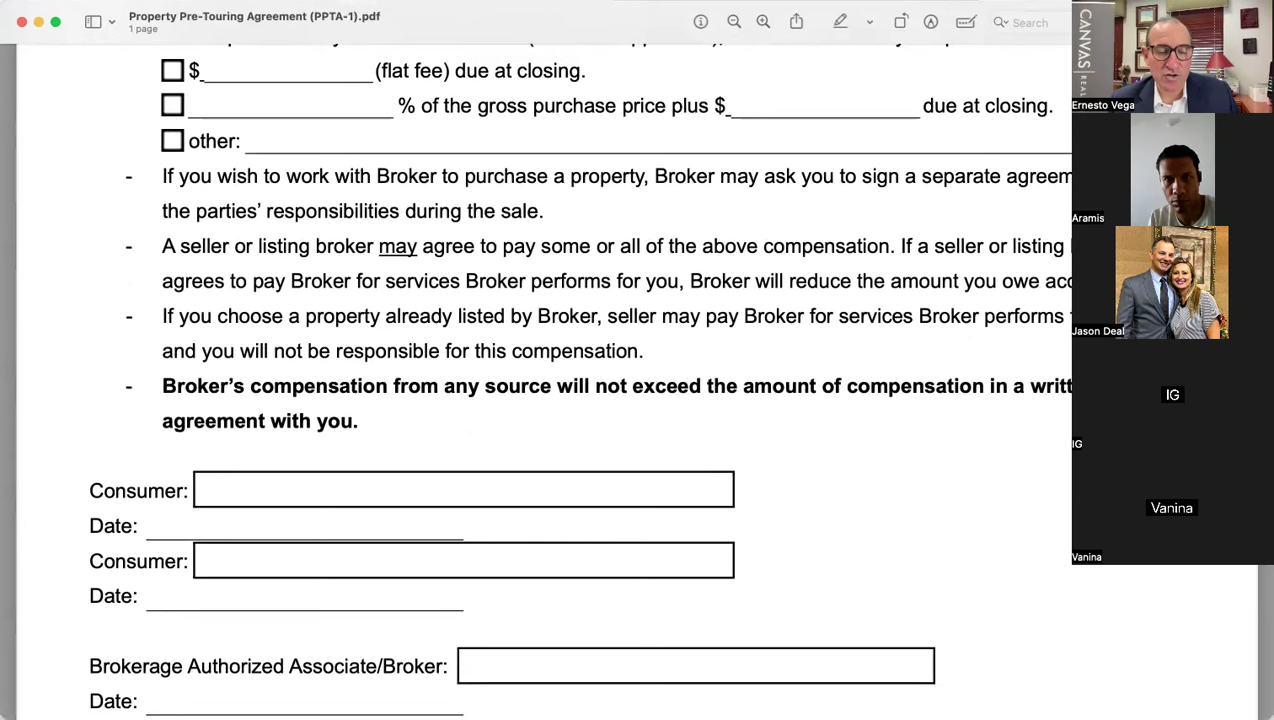 Property Pre-Touring Agreement (PPTA-1).pdf
1 page
Search
$ (flat fee) due at closing.
% of the gross purchase price plus $ due at closing.
other:
- If you wish to work with Broker to purchase a property, Broker may ask you to sign a separate
the parties' responsibilities during the sale.
- A seller or listing broker may agree to pay some or all of the above compensation. If a seller or listing
agrees to pay Broker for services Broker performs for you, Broker will reduce the amount you owe
- If you choose a property already listed by Broker, seller may pay Broker for services Broker performs
and you will not be responsible for this compensation.
- Broker's compensation from any source will not exceed the amount of compensation in a
agreement with you.
Consumer:
Date:
Consumer:
Date:
Brokerage Authorized Associate/Broker:
Date:
CANVAS
REAL
Ernesto Vega
Aramis
Jason Deal
IG
IG
Vanina
Vanina